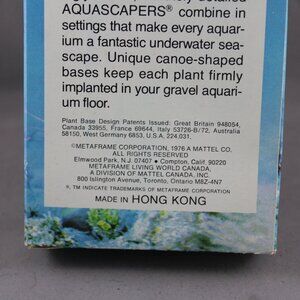 AQUASCAPERS® combine in
settings that make every aquar-
ium a fantastic underwater sea-
scape. Unique canoe-shaped
bases keep each plant firmly
implanted in your gravel aquari-
um floor.
Plant Base Design Patents Issued: Great Britain 948054,
Canada 33955, France 69644, Italy 53726-B/72, Australia
58150, West Germany 6853, U.S.A. 224,031.
©METAFRAME CORPORATION, 1976 A MATTEL CO.
ALL RIGHTS RESERVED
Elmwood Park, N.J. 07407 • Compton, Calif. 90220
METAFRAME LIVING WORLD CANADA,
A DIVISION OF MATTEL CANADA, INC.
800 Islington Avenue, Toronto, Ontario M8Z-4N7
®, TM INDICATE TRADEMARKS OF METAFRAME CORPORATION
MADE IN HONG KONG